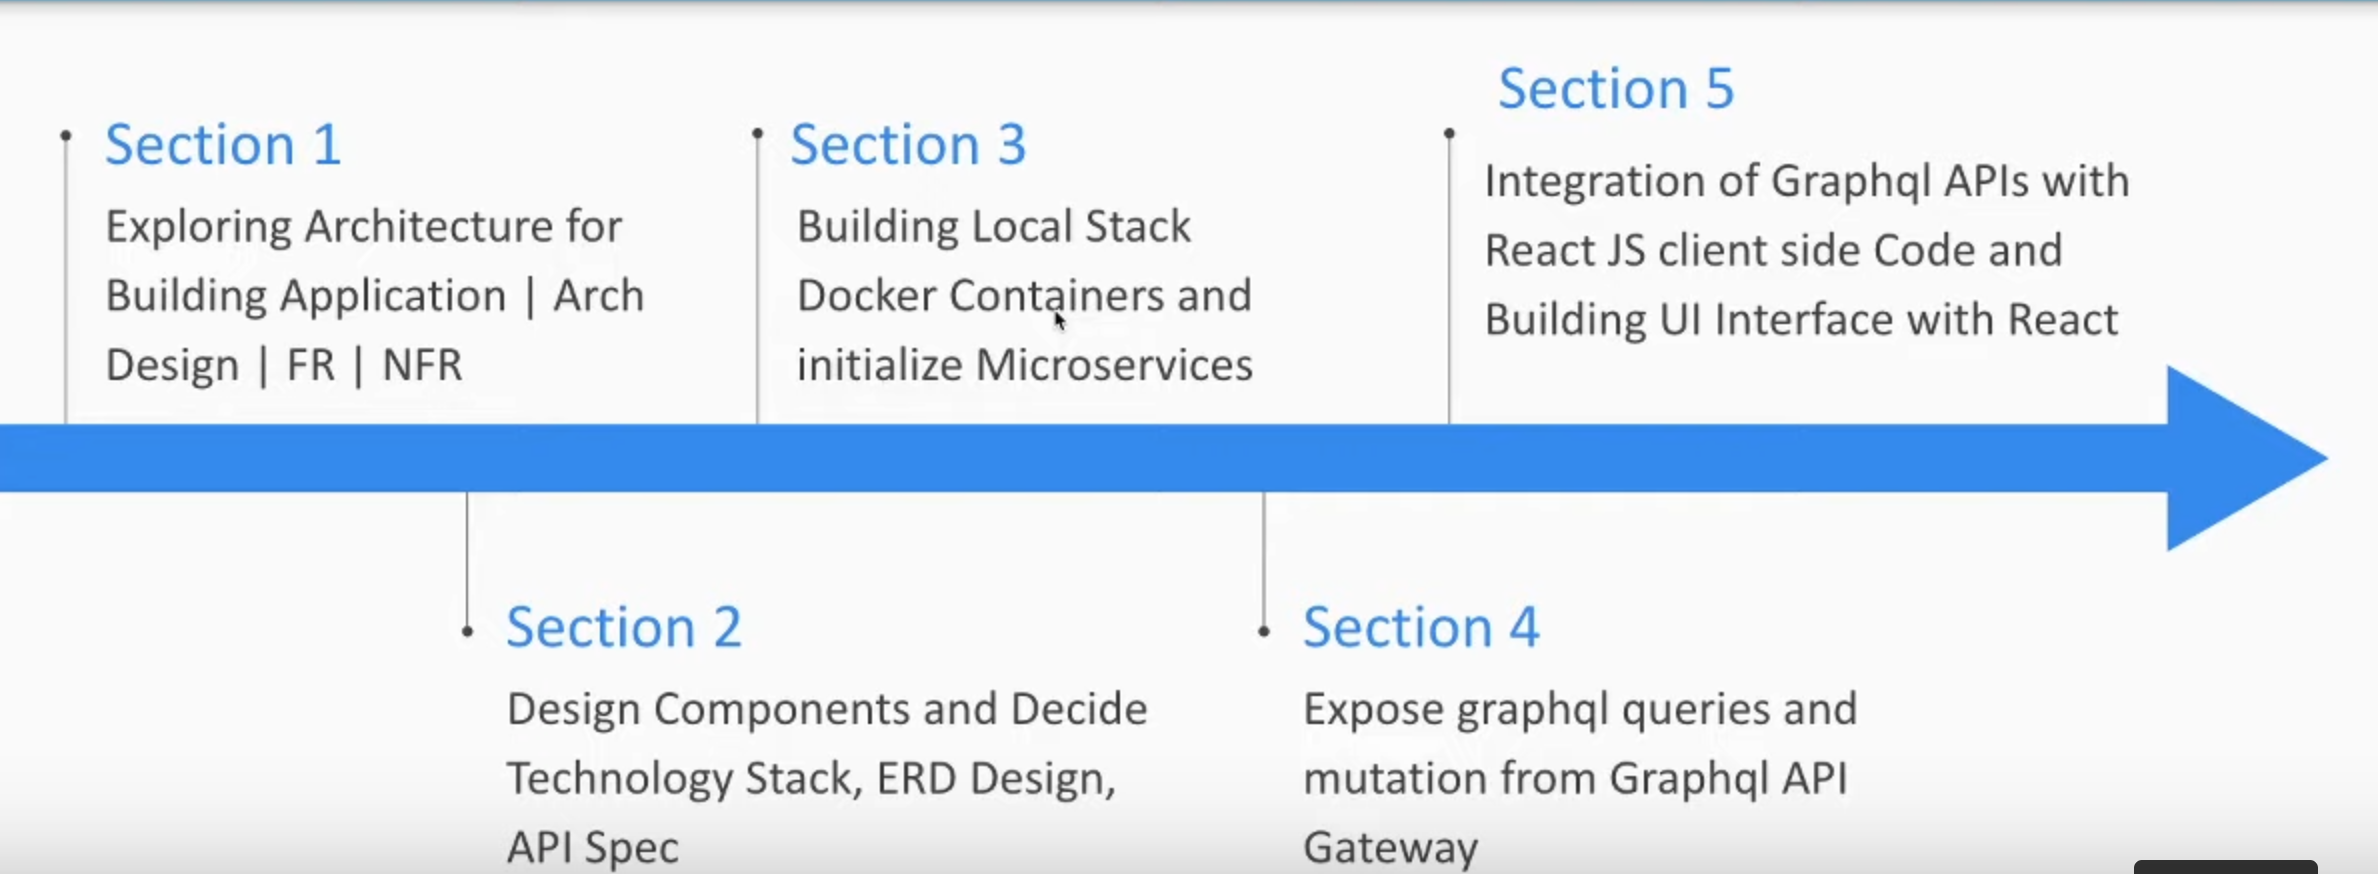 Section 1
Exploring Architecture for
Building Application | Arch
Design | FR | NFR
Section 2
Design Components and Decide
Technology Stack, ERD Design,
API Spec
Section 3
Building Local Stack
Docker Containers and
initialize Microservices
Section 4
Expose graphql queries and
mutation from Graphql API
Gateway
Section 5
Integration of Graphql APIs with
React JS client side Code and
Building UI Interface with React